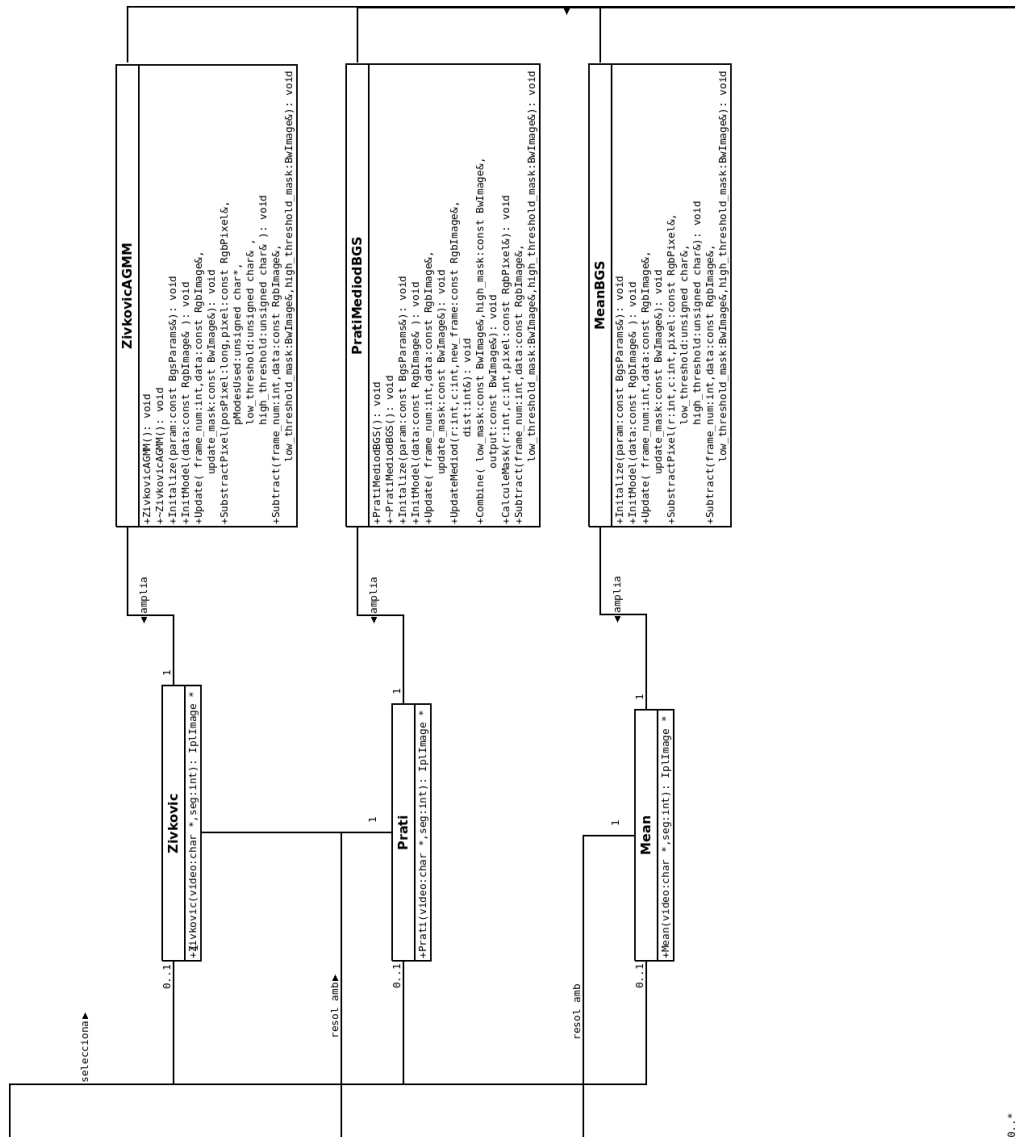 ZivkovicAGMM
+ZivkovicAGMM(): void
+~ZivkovicAGMM(): void
+Initalize(param:const BgsParams&): void
+InitModel(data:const RgbImage& ): void
+Update( frame_num:int,data:const RgbImage&,
update_mask:const BwImage&): void
+SubstractPixel(posPixel:long,pixel:const RgbPixel&,
pModesUsed:unsigned char*,
low_threshold:unsigned char& ,
high_threshold:unsigned char& ): void
+Subtract(frame_num:int,data:const RgbImage&,
low_threshold_mask:BwImage&,high_threshold_mask:BwImage&): void
PratiMediodBGS
+PratiMediodBGS(): void
+~PratiMediodBGS(): void
+Initalize(param:const BgsParams&): void
+InitModel(data:const RgbImage& ): void
+Update( frame_num:int,data:const RgbImage&,
update_mask:const BwImage&): void
+UpdateMediod(r:int,c:int,new_frame:const RgbImage&,
dist:int&): void
+Combine( low_mask:const BwImage&,high_mask:const BwImage&,
output:const BwImage&): void
+CalculeMask(r:int,c:int,pixel:const RgbPixel&): void
+Subtract(frame_num:int,data:const RgbImage&,
low_threshold_mask:BwImage&,high_threshold_mask:BwImage&): void
MeanBGS
+Initalize(param:const BgsParams&): void
+InitModel(data:const RgbImage& ): void
+Update( frame_num:int,data:const RgbImage&,
update_mask:const BwImage&): void
+SubstractPixel(r:int,c:int,pixel:const RgbPixel&,
low_threshold:unsigned char&,
high_threshold:unsigned char&): void
+Subtract(frame_num:int,data:const RgbImage&,
low_threshold_mask:BwImage&,high_threshold_mask:BwImage&): void
◀amplia
◀amplia
◀amplia
1
1
1
Zivkovic
+Zivkovic(video:char *,seg:int): IplImage *
1
Prati
+Prati(video:char *,seg:int): IplImage *
1
Mean
+Mean(video:char *,seg:int): IplImage *
0..1
0..1
0..1
selecciona▶
resol amb▶
resol amb
0..*